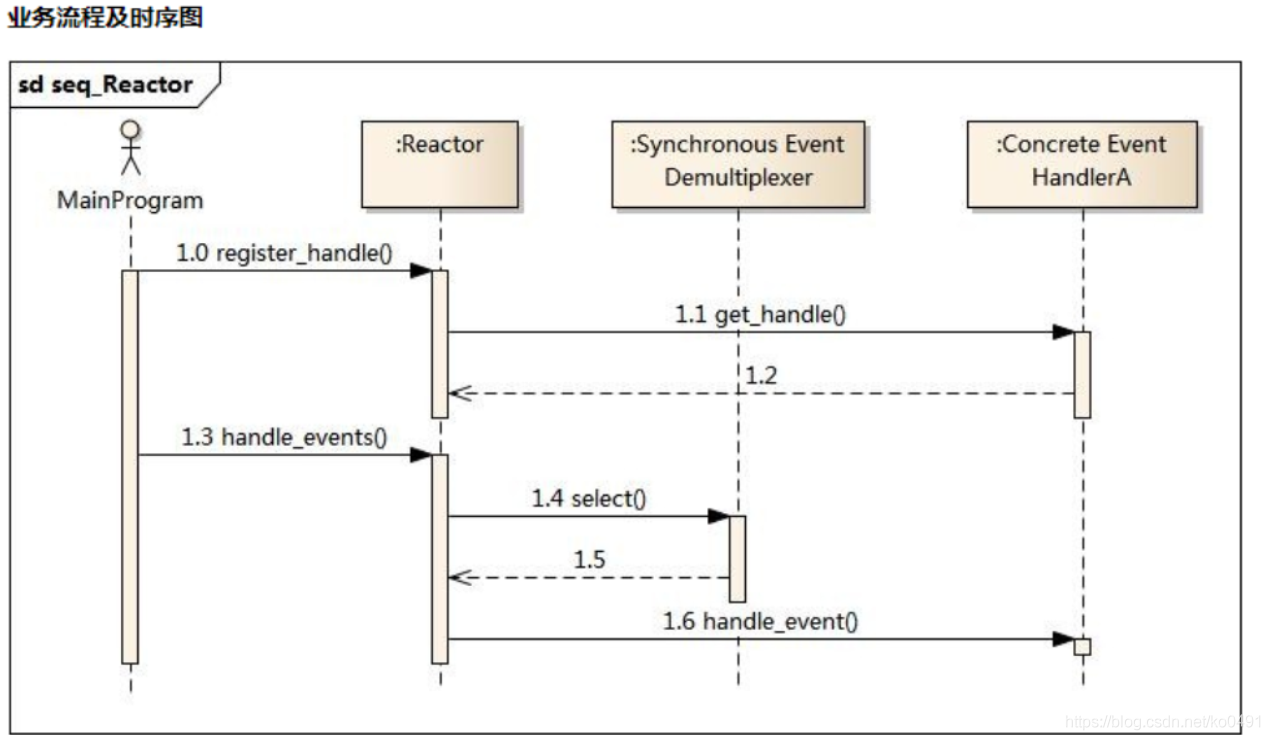 业务流程及时序图
sd seq_Reactor
MainProgram
:Reactor
:Synchronous Event
Demultiplexer
:Concrete Event
HandlerA
1.0 register_handle()
1.1 get_handle()
1.2
1.3 handle_events()
1.4 select()
1.5
1.6 handle_event()
https://blog.csdn.net/ko0491